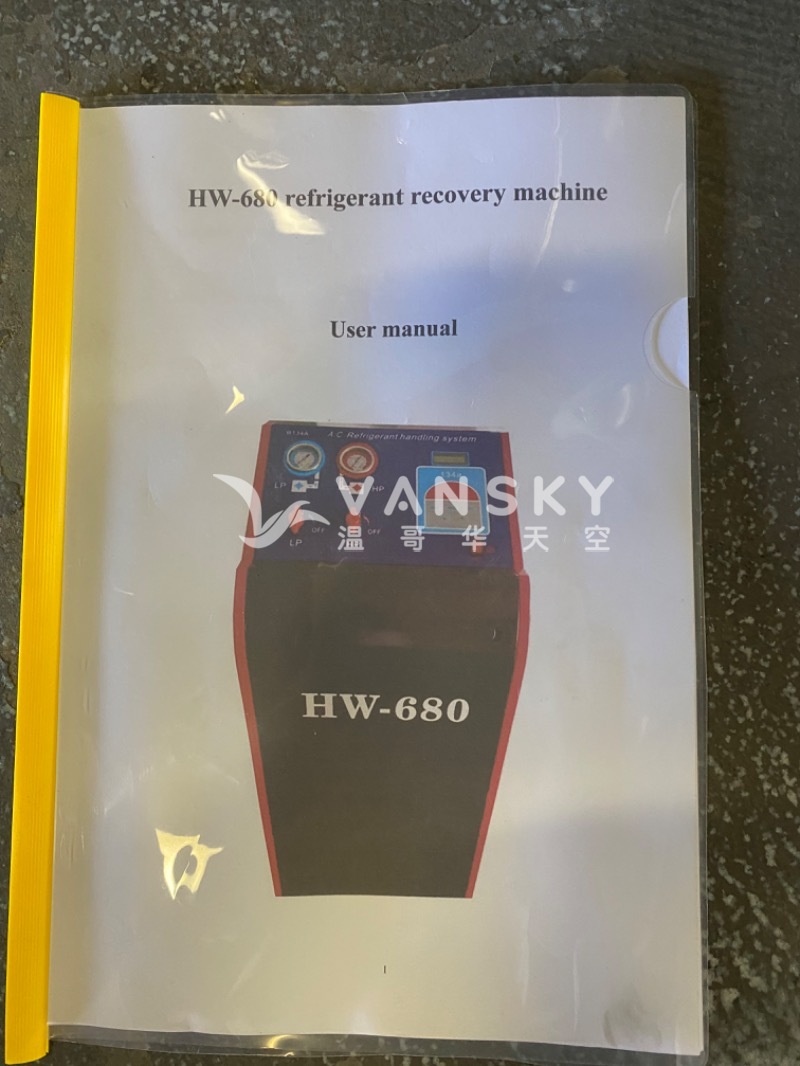 HW-680 refrigerant recovery machine
User manual
R134A
A/C Refrigerant handling system
134a
LP
HP
OFF
OFF
LP
VANSKY
温哥华天空
HW-680
1